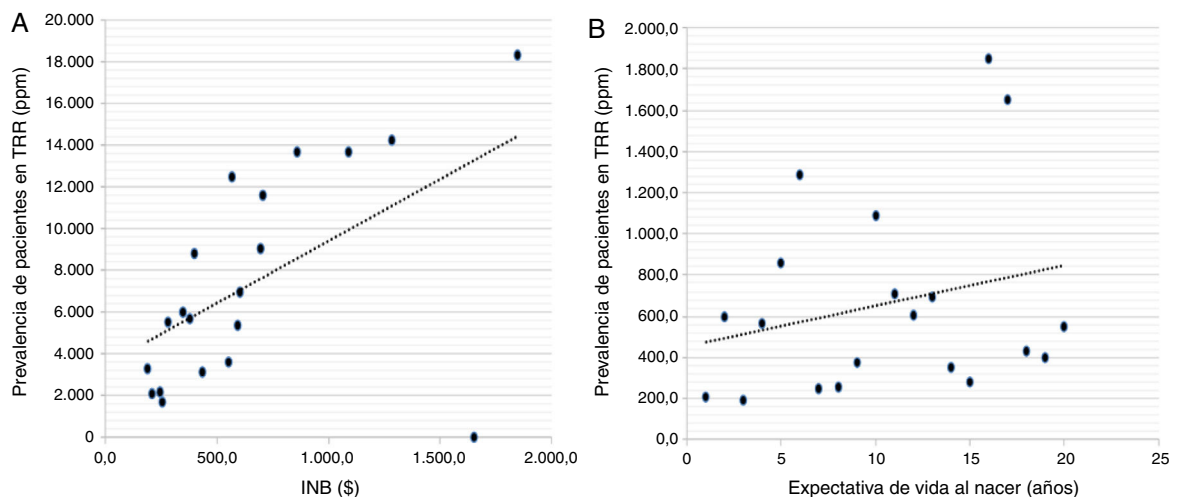 A
Prevalencia de pacientes en TRR (ppm)
20.000
18.000
16.000
14.000
12.000
10.000
8.000
6.000
4.000
2.000
0
0,0 500,0 1.000,0 1.500,0 2.000,0
INB ($)
B
Prevalencia de pacientes en TRR (ppm)
2.000,0
1.800,0
1.600,0
1.400,0
1.200,0
1.000,0
800,0
600,0
400,0
200,0
0,0
0 5 10 15 20 25
Expectativa de vida al nacer (años)